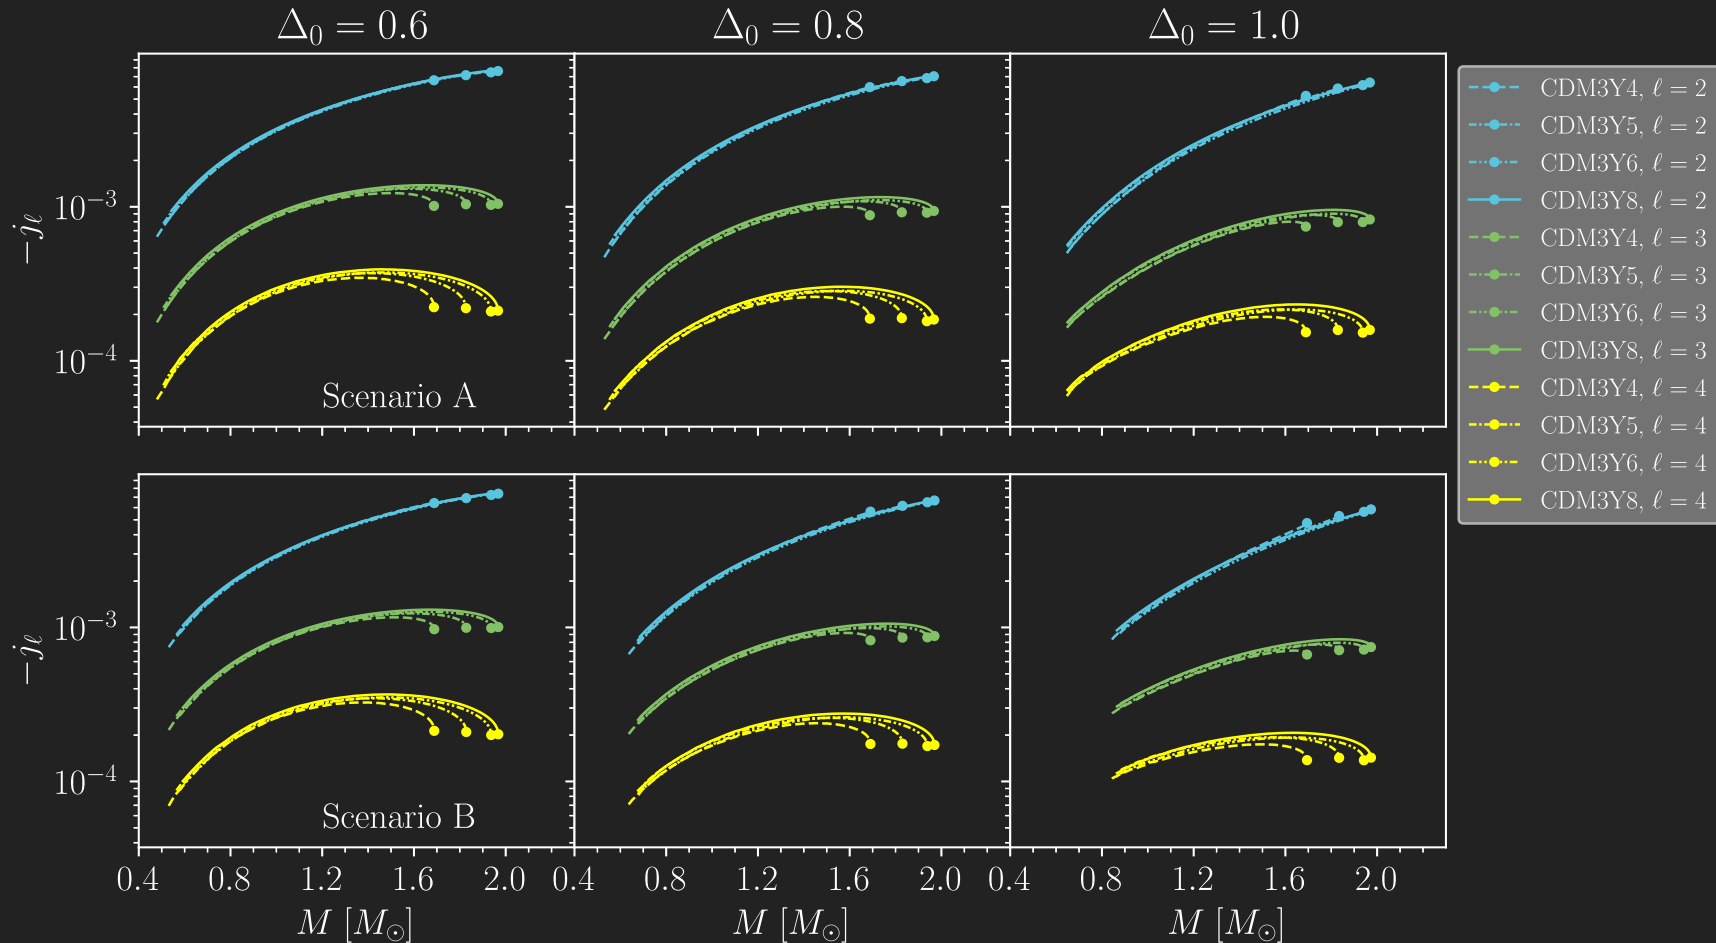 Δ₀ = 0.6 Δ₀ = 0.8 Δ₀ = 1.0
−jℓ
10⁻³
10⁻⁴
Scenario A
CDM3Y4, ℓ = 2
CDM3Y5, ℓ = 2
CDM3Y6, ℓ = 2
CDM3Y8, ℓ = 2
CDM3Y4, ℓ = 3
CDM3Y5, ℓ = 3
CDM3Y6, ℓ = 3
CDM3Y8, ℓ = 3
CDM3Y4, ℓ = 4
CDM3Y5, ℓ = 4
CDM3Y6, ℓ = 4
CDM3Y8, ℓ = 4
−jℓ
10⁻³
10⁻⁴
Scenario B
0.4 0.8 1.2 1.6 2.0 0.4 0.8 1.2 1.6 2.0 0.4 0.8 1.2 1.6 2.0
M [M⊙] M [M⊙] M [M⊙]